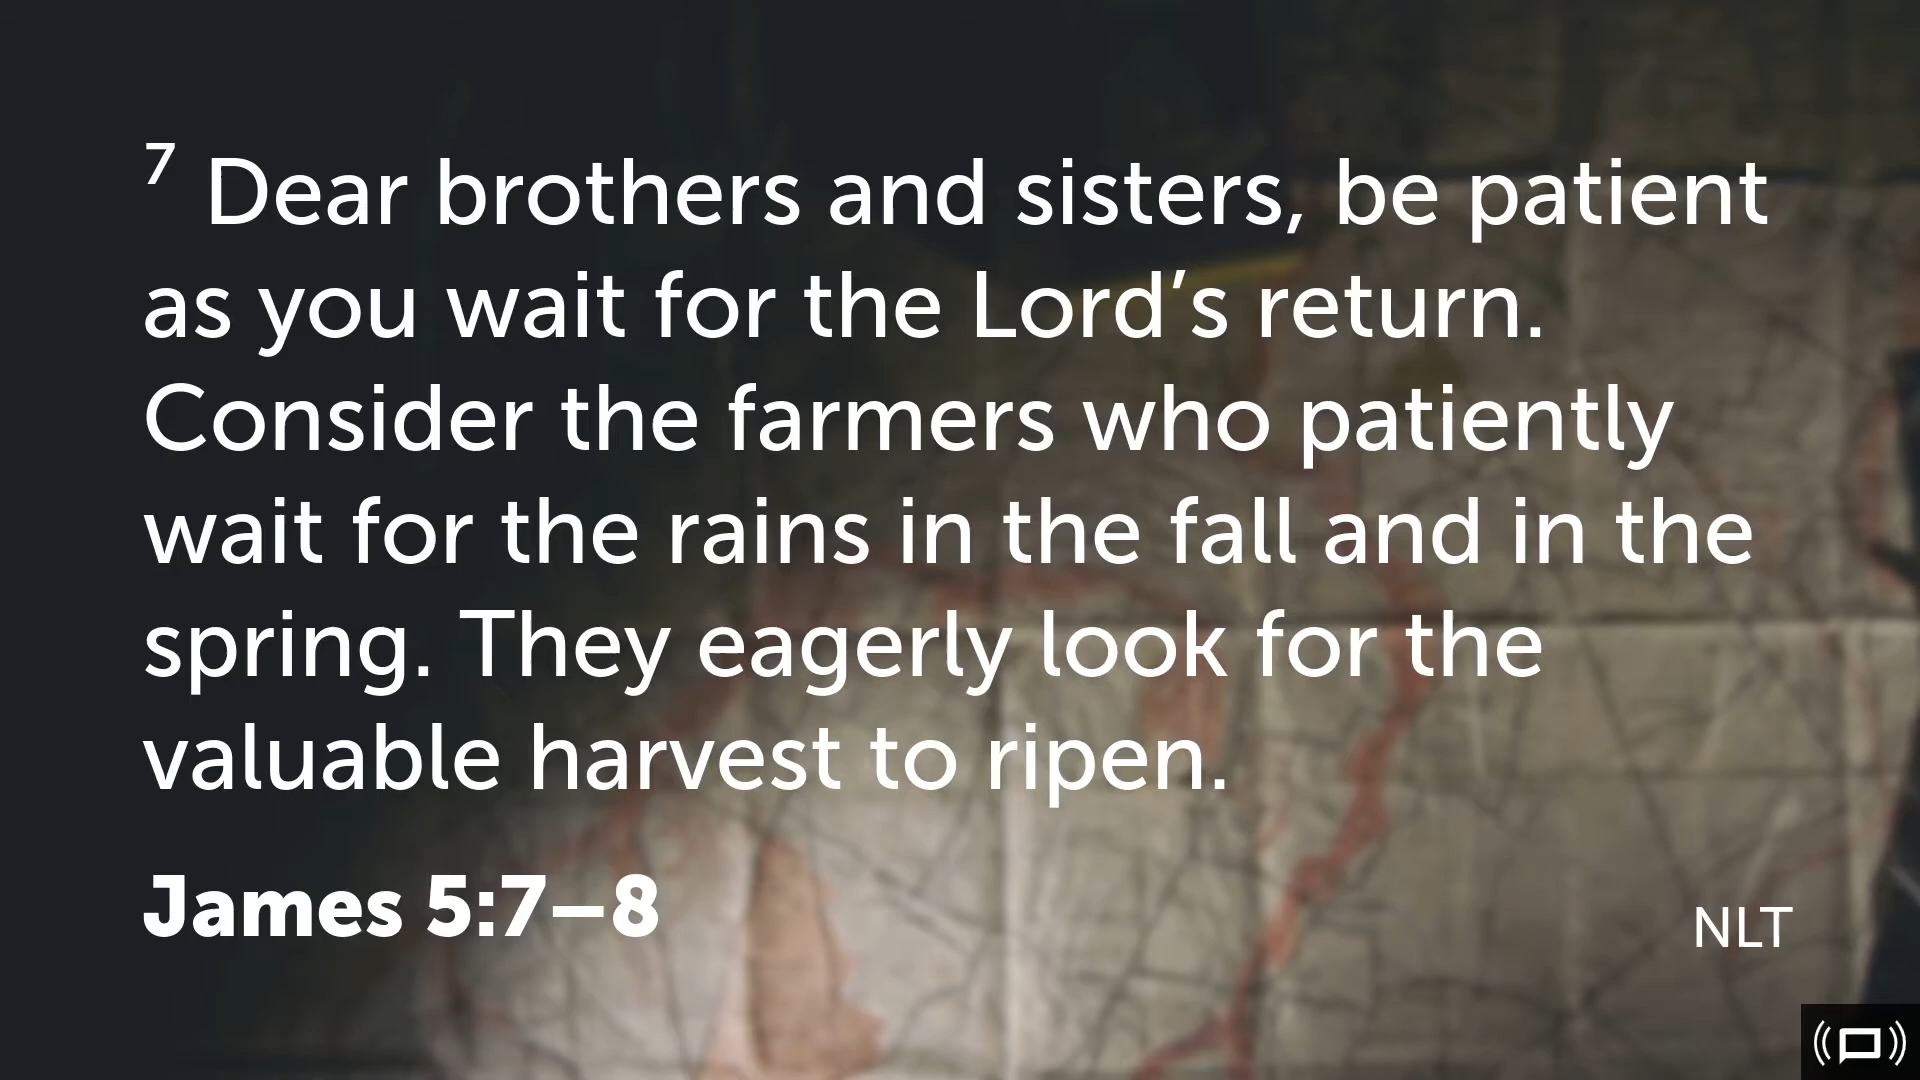 7 Dear brothers and sisters, be patient
as you wait for the Lord’s return.
Consider the farmers who patiently
wait for the rains in the fall and in the
spring. They eagerly look for the
valuable harvest to ripen.
James 5:7–8
NLT